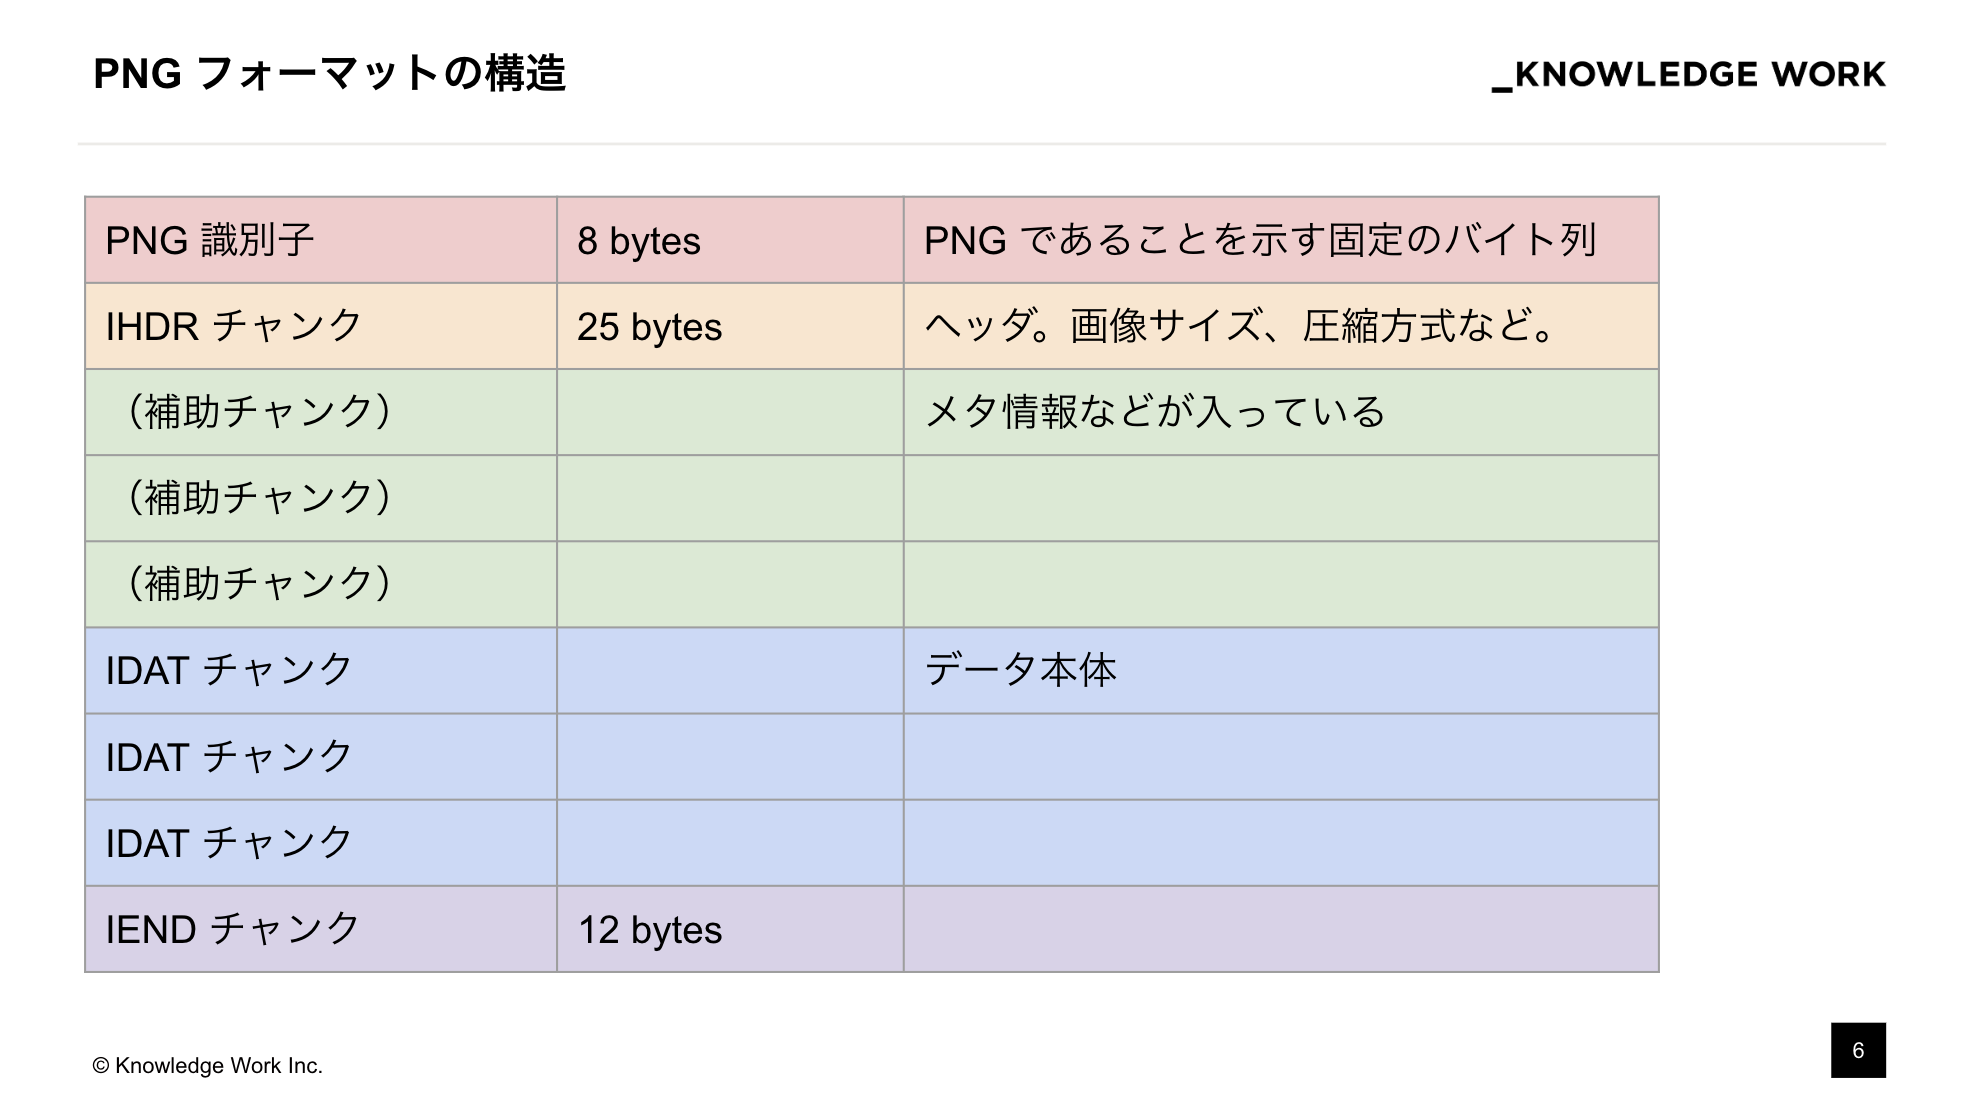 PNG フォーマットの構造
_KNOWLEDGE WORK
PNG 識別子 8 bytes PNG であることを示す固定のバイト列
IHDR チャンク 25 bytes ヘッダ。画像サイズ、圧縮方式など。
（補助チャンク） メタ情報などが入っている
（補助チャンク）
（補助チャンク）
IDAT チャンク データ本体
IDAT チャンク
IDAT チャンク
IEND チャンク 12 bytes
© Knowledge Work Inc.
6